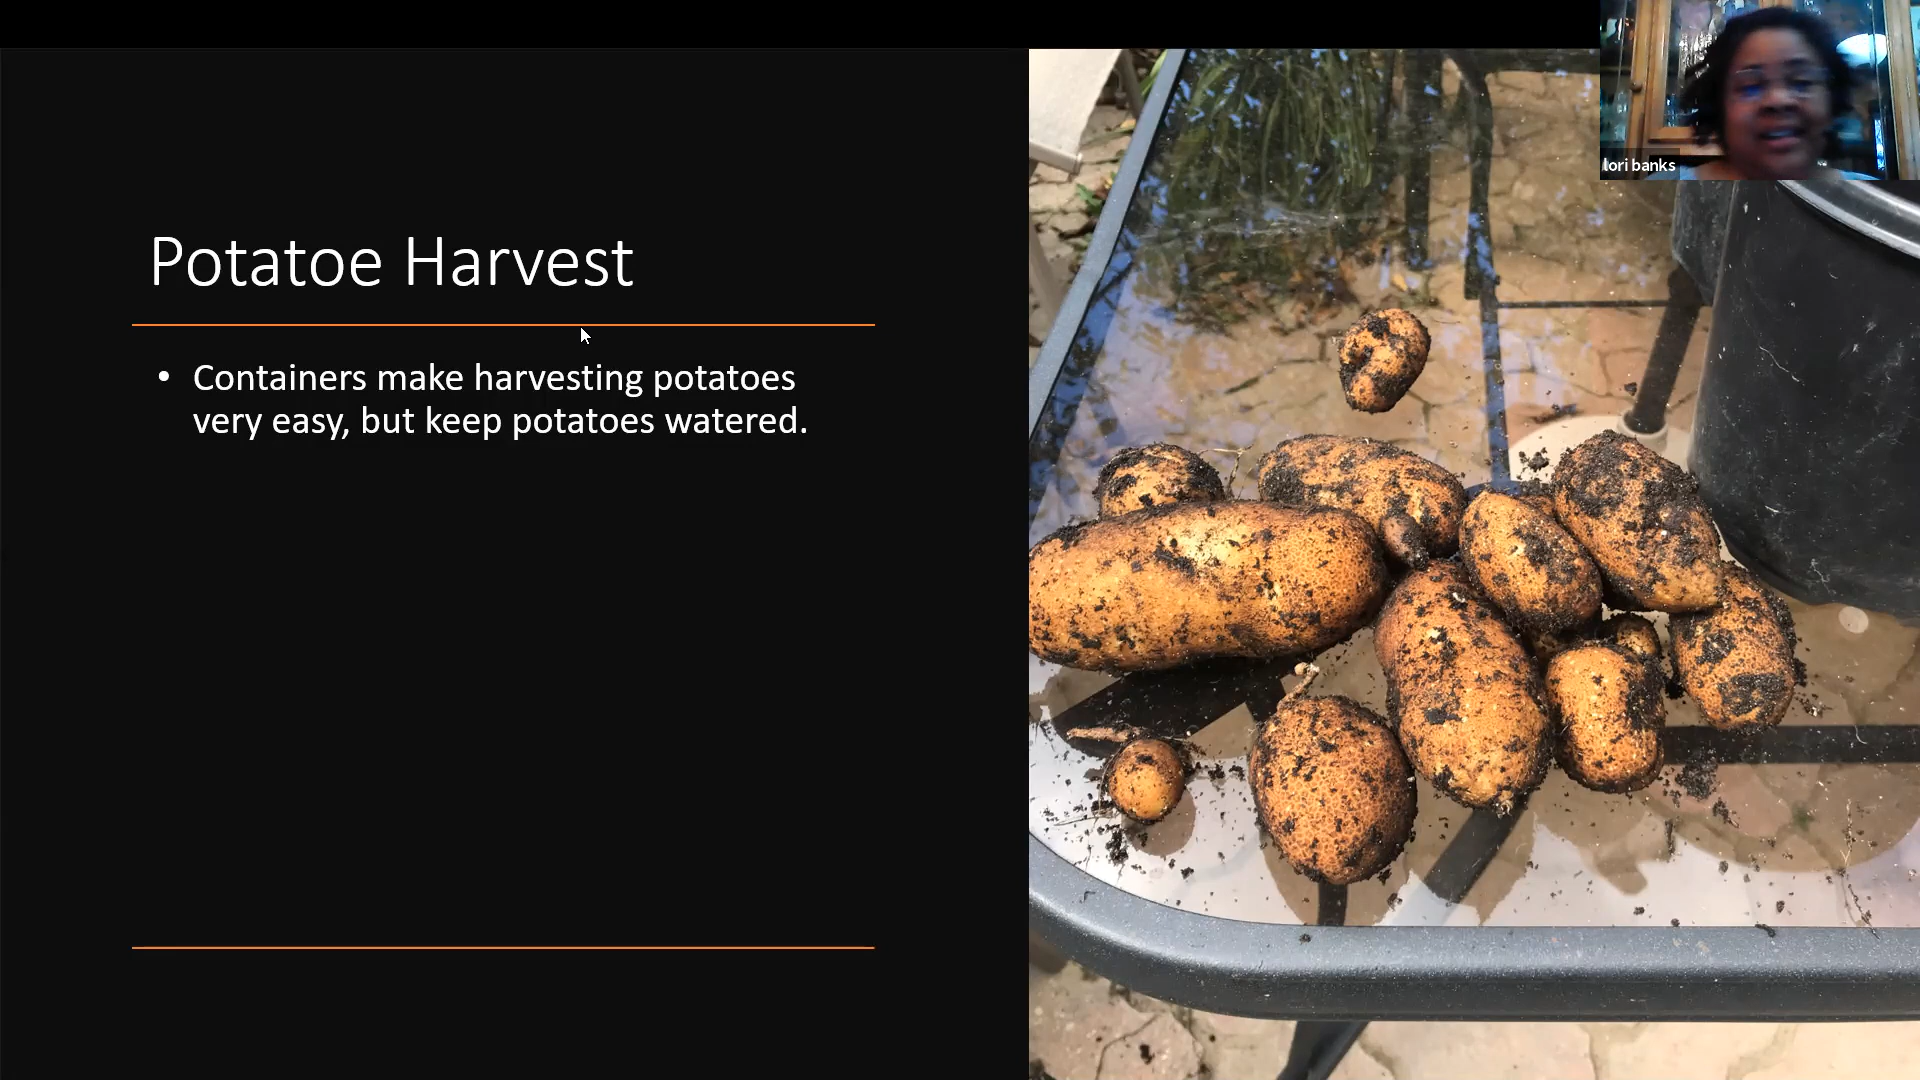 Potatoe Harvest
• Containers make harvesting potatoes
very easy, but keep potatoes watered.
lori banks